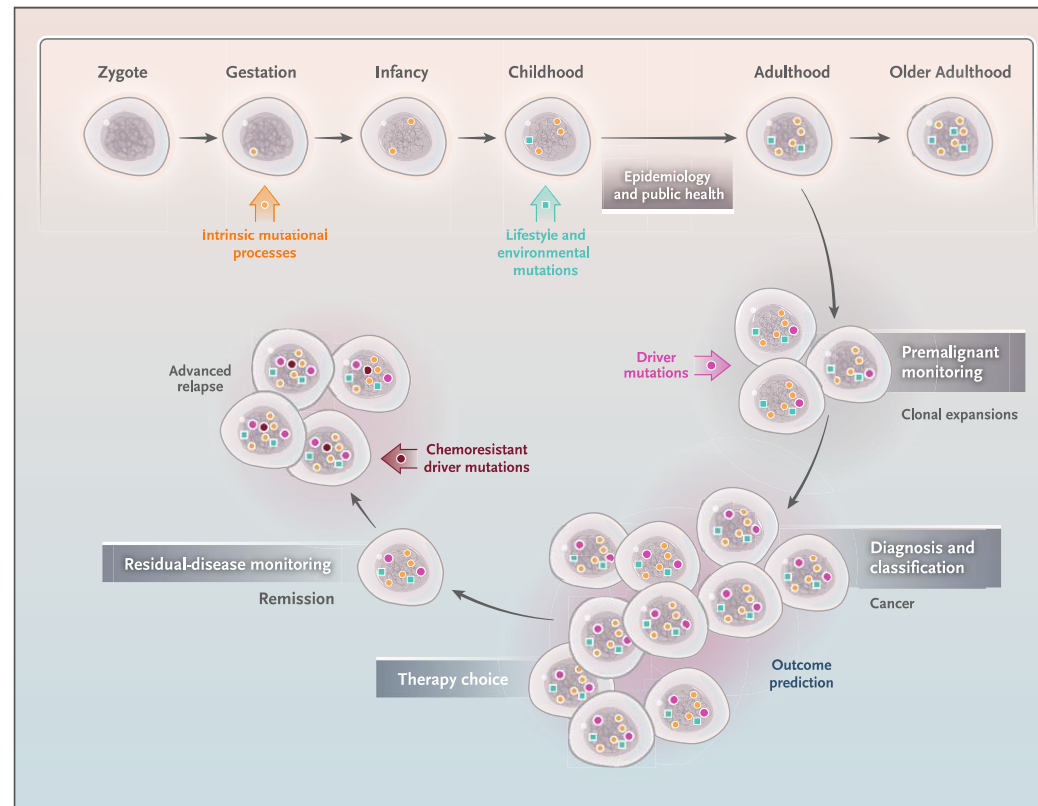 Zygote
Gestation
Infancy
Childhood
Adulthood
Older Adulthood
Epidemiology
and public health
Intrinsic mutational
processes
Lifestyle and
environmental
mutations
Driver
mutations
Premalignant
monitoring
Clonal expansions
Advanced
relapse
Chemoresistant
driver mutations
Diagnosis and
classification
Cancer
Residual-disease monitoring
Remission
Therapy choice
Outcome
prediction